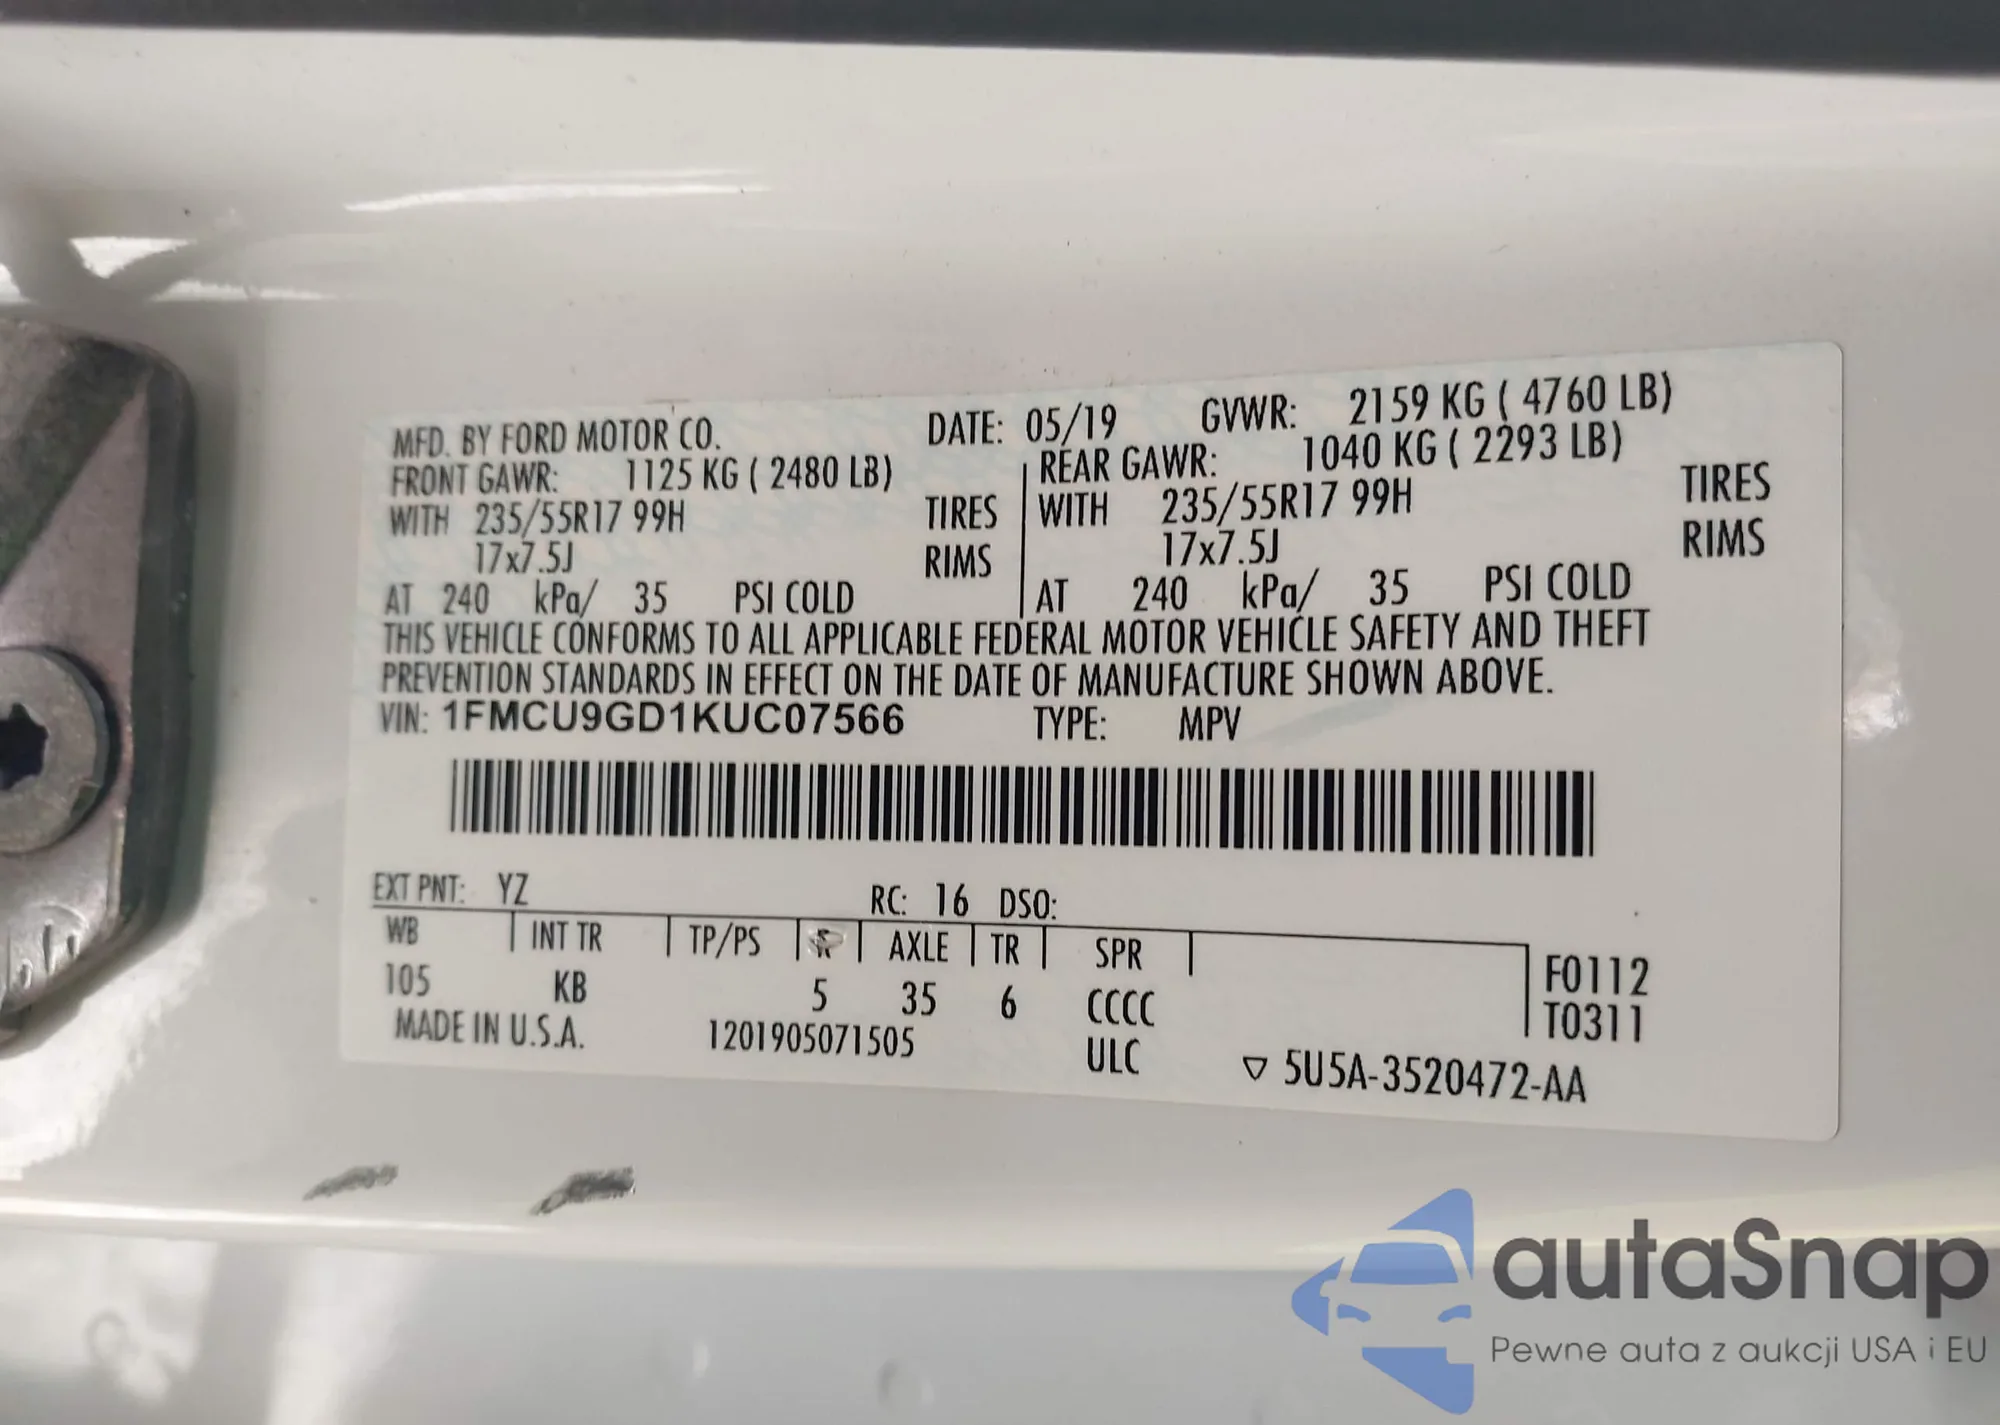 MFD. BY FORD MOTOR CO. DATE: 05/19 GVWR: 2159 KG ( 4760 LB)
FRONT GAWR: 1125 KG ( 2480 LB) REAR GAWR: 1040 KG ( 2293 LB)
WITH 235/55R17 99H TIRES WITH 235/55R17 99H TIRES
17x7.5J RIMS 17x7.5J RIMS
AT 240 kPa/ 35 PSI COLD AT 240 kPa/ 35 PSI COLD
THIS VEHICLE CONFORMS TO ALL APPLICABLE FEDERAL MOTOR VEHICLE SAFETY AND THEFT
PREVENTION STANDARDS IN EFFECT ON THE DATE OF MANUFACTURE SHOWN ABOVE.
VIN: 1FMCU9GD1KUC07566 TYPE: MPV
EXT PNT: YZ RC: 16 DSO:
WB INT TR TP/PS R AXLE TR SPR F0112
105 KB 5 35 6 CCCC T0311
MADE IN U.S.A. 1201905071505 ULC ▽ 5U5A-3520472-AA
autaSnap
Pewne auta z aukcji USA i EU